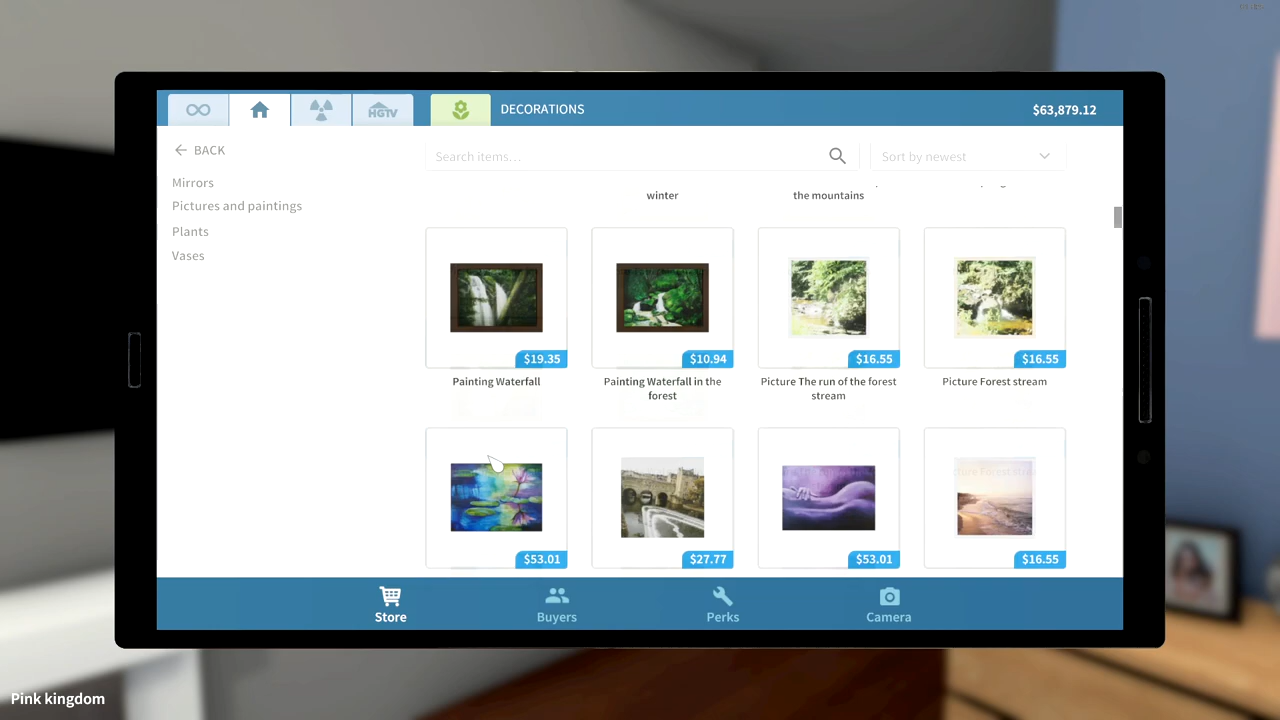 HGTV
DECORATIONS
$63,879.12
BACK
Search items...
Sort by newest
Mirrors
Pictures and paintings
Plants
Vases
winter
the mountains
$19.35
$10.94
$16.55
$16.55
Painting Waterfall
Painting Waterfall in the
forest
Picture The run of the forest
stream
Picture Forest stream
$53.01
$27.77
$53.01
$16.55
Store
Buyers
Perks
Camera
Pink kingdom